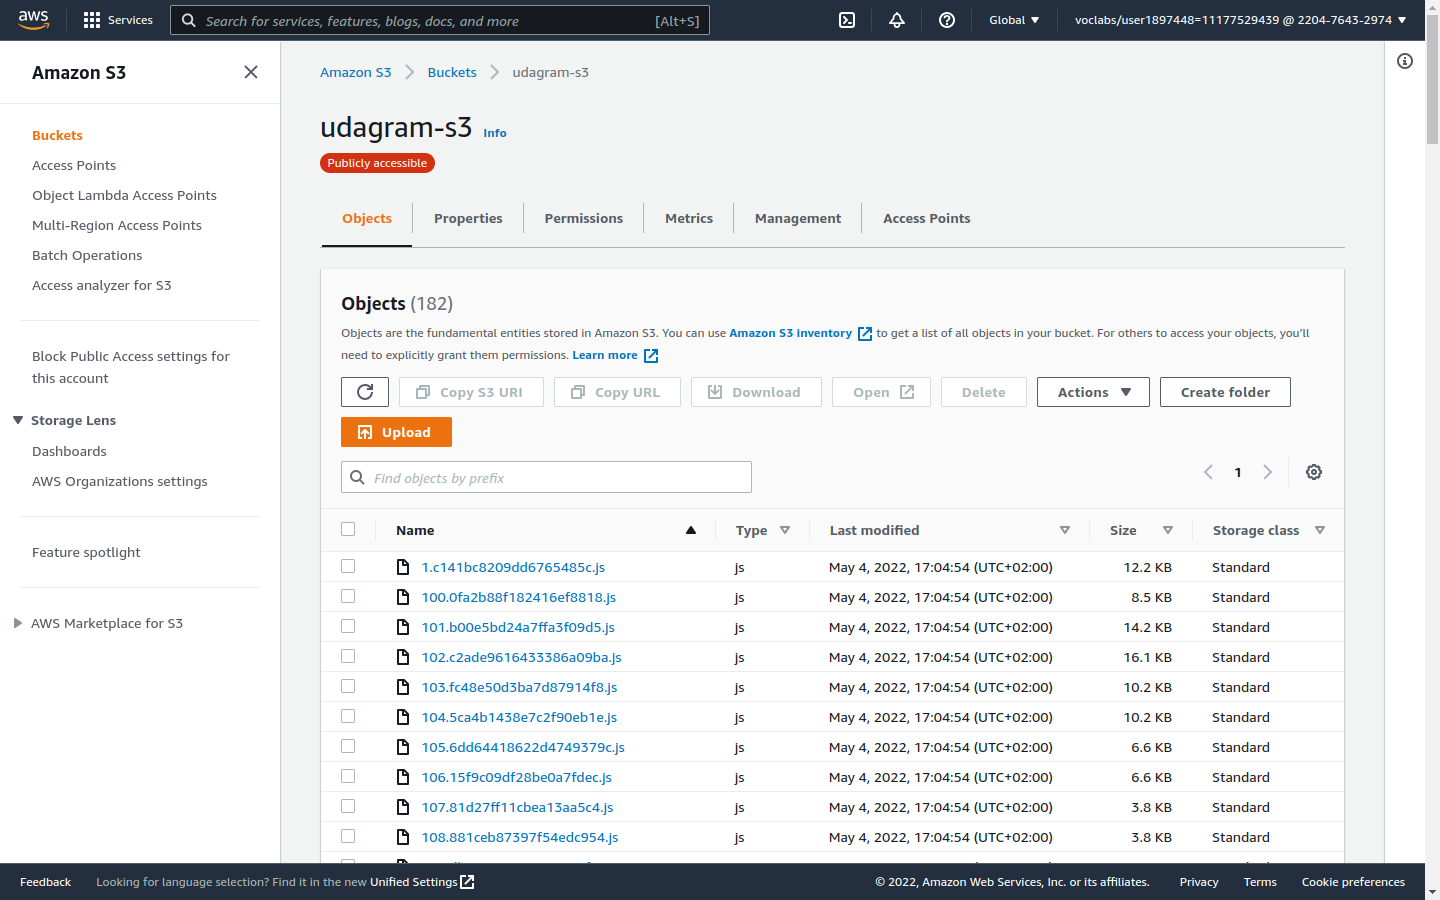 aws
Services
Search for services, features, blogs, docs, and more
[Alt+S]
Global
voclabs/user1897448=11177529439 @ 2204-7643-2974
Amazon S3
Buckets
Access Points
Object Lambda Access Points
Multi-Region Access Points
Batch Operations
Access analyzer for S3
Block Public Access settings for
this account
Storage Lens
Dashboards
AWS Organizations settings
Feature spotlight
AWS Marketplace for S3
Amazon S3 Buckets udagram-s3
udagram-s3 Info
Publicly accessible
Objects Properties Permissions Metrics Management Access Points
Objects (182)
Objects are the fundamental entities stored in Amazon S3. You can use Amazon S3 inventory to get a list of all objects in your bucket. For others to access your objects, you'll
need to explicitly grant them permissions. Learn more
Copy S3 URI Copy URL Download Open Delete Actions Create folder
Upload
Find objects by prefix
1
Name Type Last modified Size Storage class
1.c141bc8209dd6765485c.js js May 4, 2022, 17:04:54 (UTC+02:00) 12.2 KB Standard
100.0fa2b88f182416ef8818.js js May 4, 2022, 17:04:54 (UTC+02:00) 8.5 KB Standard
101.b00e5bd24a7ffa3f09d5.js js May 4, 2022, 17:04:54 (UTC+02:00) 14.2 KB Standard
102.c2ade9616433386a09ba.js js May 4, 2022, 17:04:54 (UTC+02:00) 16.1 KB Standard
103.fc48e50d3ba7d87914f8.js js May 4, 2022, 17:04:54 (UTC+02:00) 10.2 KB Standard
104.5ca4b1438e7c2f90eb1e.js js May 4, 2022, 17:04:54 (UTC+02:00) 10.2 KB Standard
105.6dd64418622d4749379c.js js May 4, 2022, 17:04:54 (UTC+02:00) 6.6 KB Standard
106.15f9c09df28be0a7fdec.js js May 4, 2022, 17:04:54 (UTC+02:00) 6.6 KB Standard
107.81d27ff11cbea13aa5c4.js js May 4, 2022, 17:04:54 (UTC+02:00) 3.8 KB Standard
108.881ceb87397f54edc954.js js May 4, 2022, 17:04:54 (UTC+02:00) 3.8 KB Standard
Feedback Looking for language selection? Find it in the new Unified Settings © 2022, Amazon Web Services, Inc. or its affiliates. Privacy Terms Cookie preferences